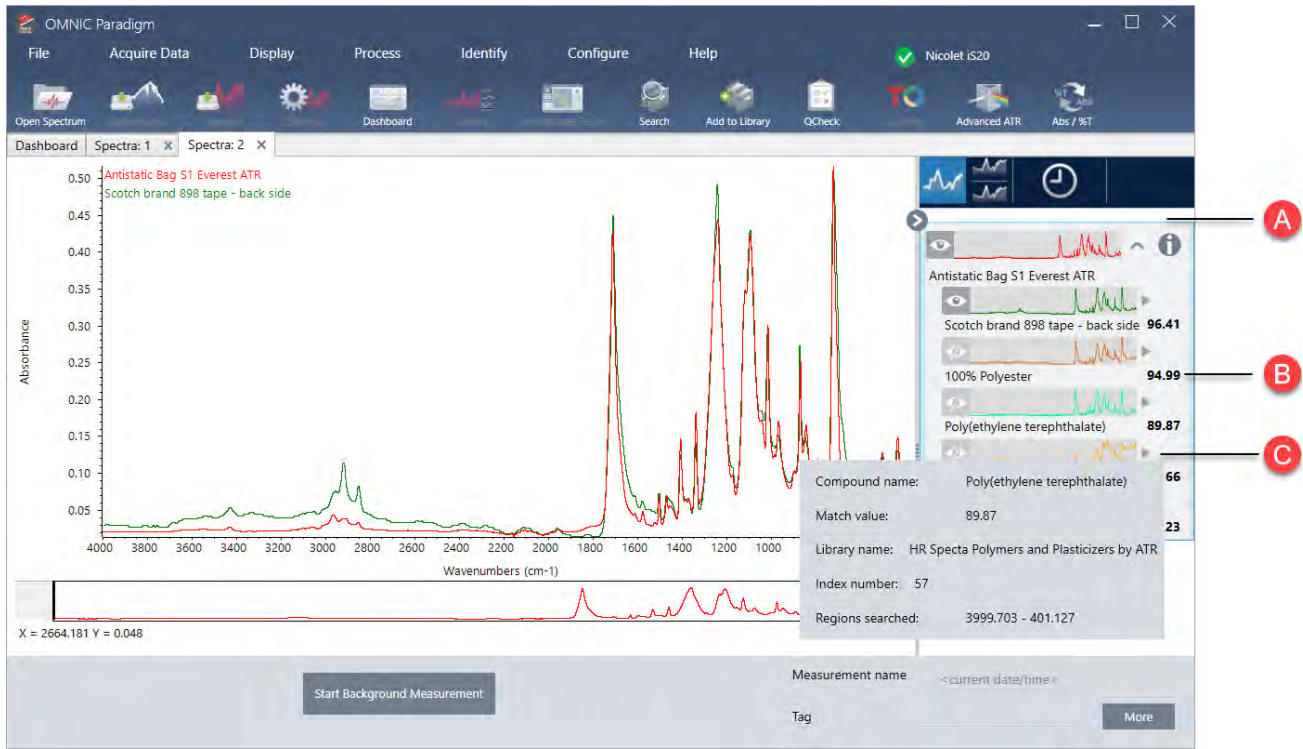 OMNIC Paradigm
File Acquire Data Display Process Identify Configure Help Nicolet iS20
Open Spectrum Dashboard Search Add to Library QCheck TQ Advanced ATR %T ABS Abs / %T
Dashboard Spectra: 1 Spectra: 2
Antistatic Bag S1 Everest ATR
Scotch brand 898 tape - back side
0.50
0.45
0.40
0.35
0.30
0.25
0.20
0.15
0.10
0.05
Absorbance
4000 3800 3600 3400 3200 3000 2800 2600 2400 2200 2000 1800 1600 1400 1200 1000
Wavenumbers (cm-1)
X = 2664.181 Y = 0.048
A
Antistatic Bag S1 Everest ATR
Scotch brand 898 tape - back side 96.41
100% Polyester 94.99
B
Poly(ethylene terephthalate) 89.87
C
66
23
Compound name: Poly(ethylene terephthalate)
Match value: 89.87
Library name: HR Specta Polymers and Plasticizers by ATR
Index number: 57
Regions searched: 3999.703 - 401.127
Start Background Measurement
Measurement name <current date/time>
Tag
More